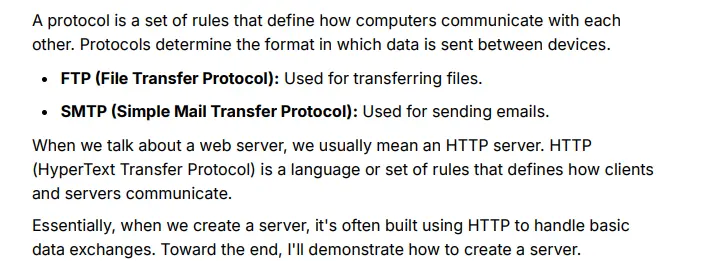 A protocol is a set of rules that define how computers communicate with each
other. Protocols determine the format in which data is sent between devices.
• FTP (File Transfer Protocol): Used for transferring files.
• SMTP (Simple Mail Transfer Protocol): Used for sending emails.
When we talk about a web server, we usually mean an HTTP server. HTTP
(HyperText Transfer Protocol) is a language or set of rules that defines how clients
and servers communicate.
Essentially, when we create a server, it's often built using HTTP to handle basic
data exchanges. Toward the end, I'll demonstrate how to create a server.